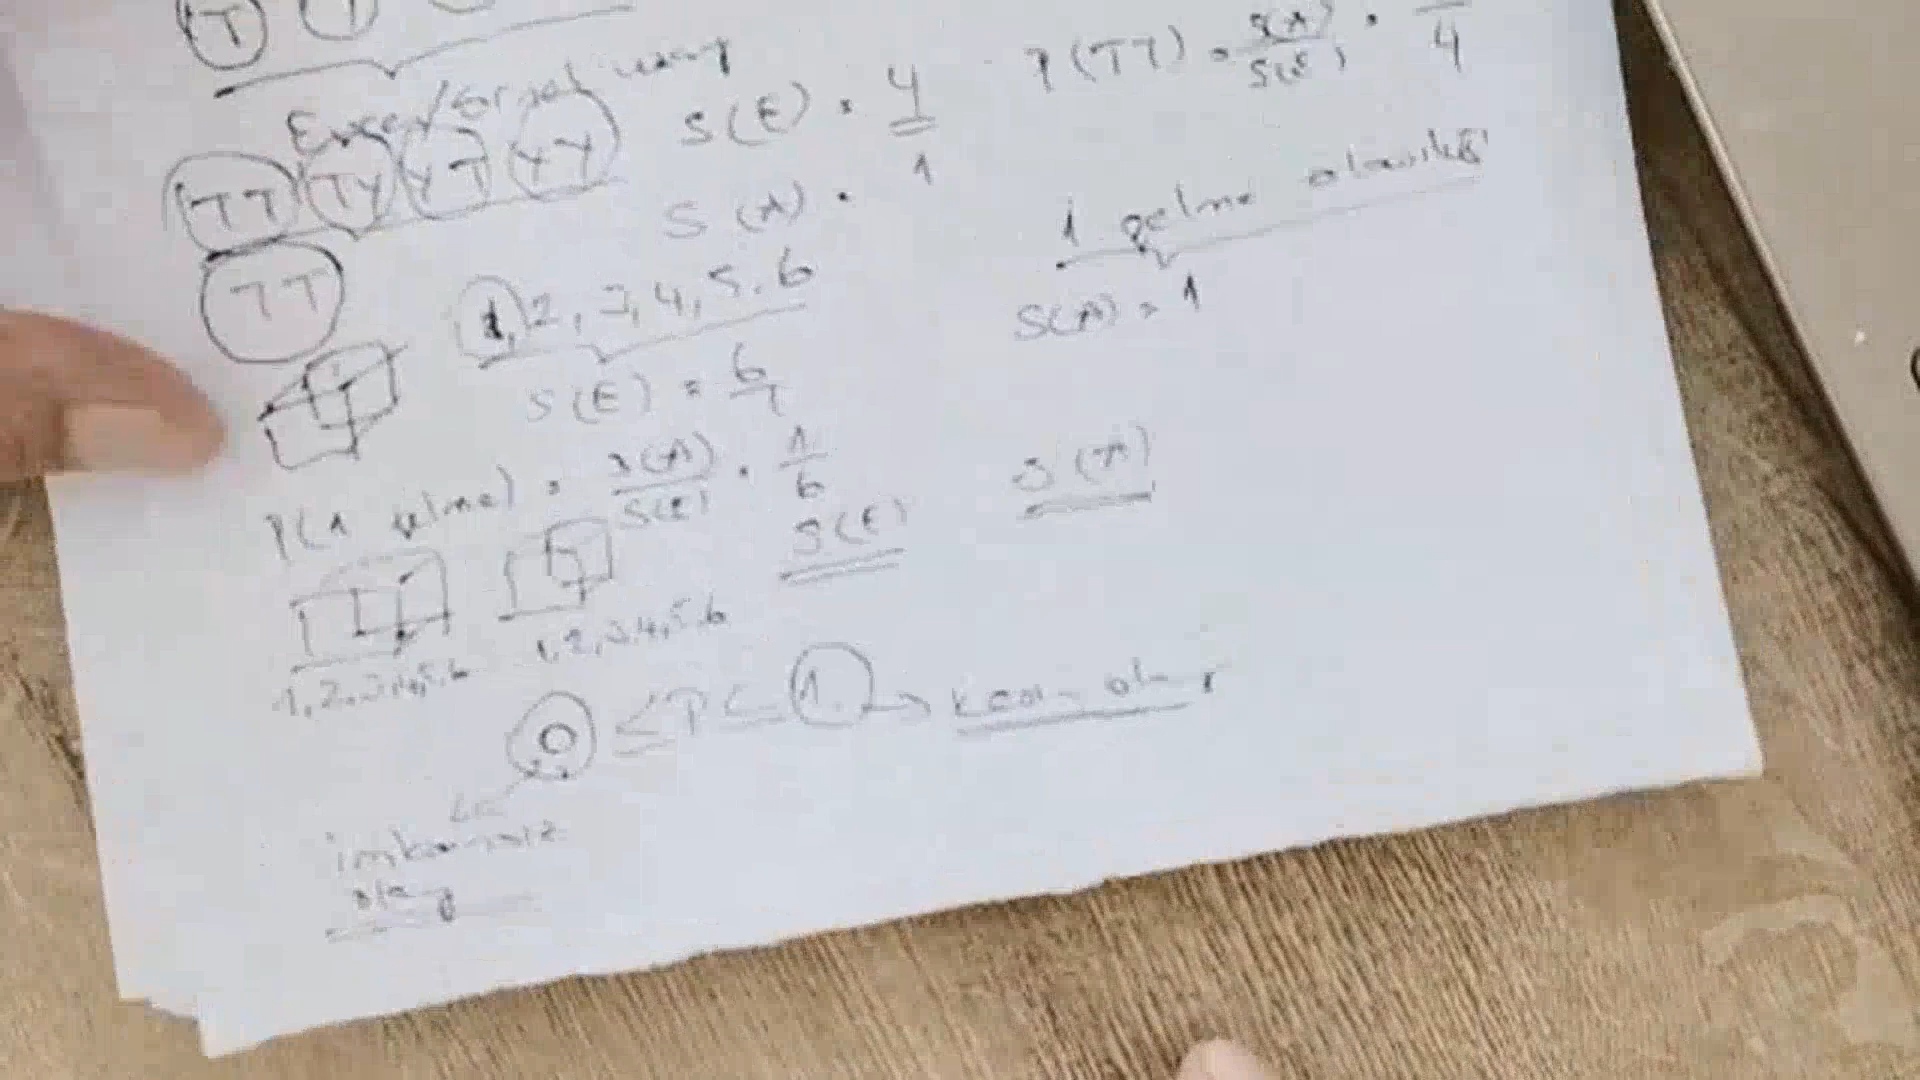 T T
Evrensel
P(TT) = S(A)/S(E) = /4
TT TY YT YY S(E) = 4
S(A) = 1
1 gelme olasılığı
TT 1, 2, 3, 4, 5, 6
S(A) = 1
S(E) = 6
P(1 gelme) = S(A)/S(E) = 1/6
S(E) S(A)
1, 2, 3, 4, 5, 6 1, 2, 3, 4, 5, 6
0 ≤ P ≤ 1 → kesin olay
imkansız
olay